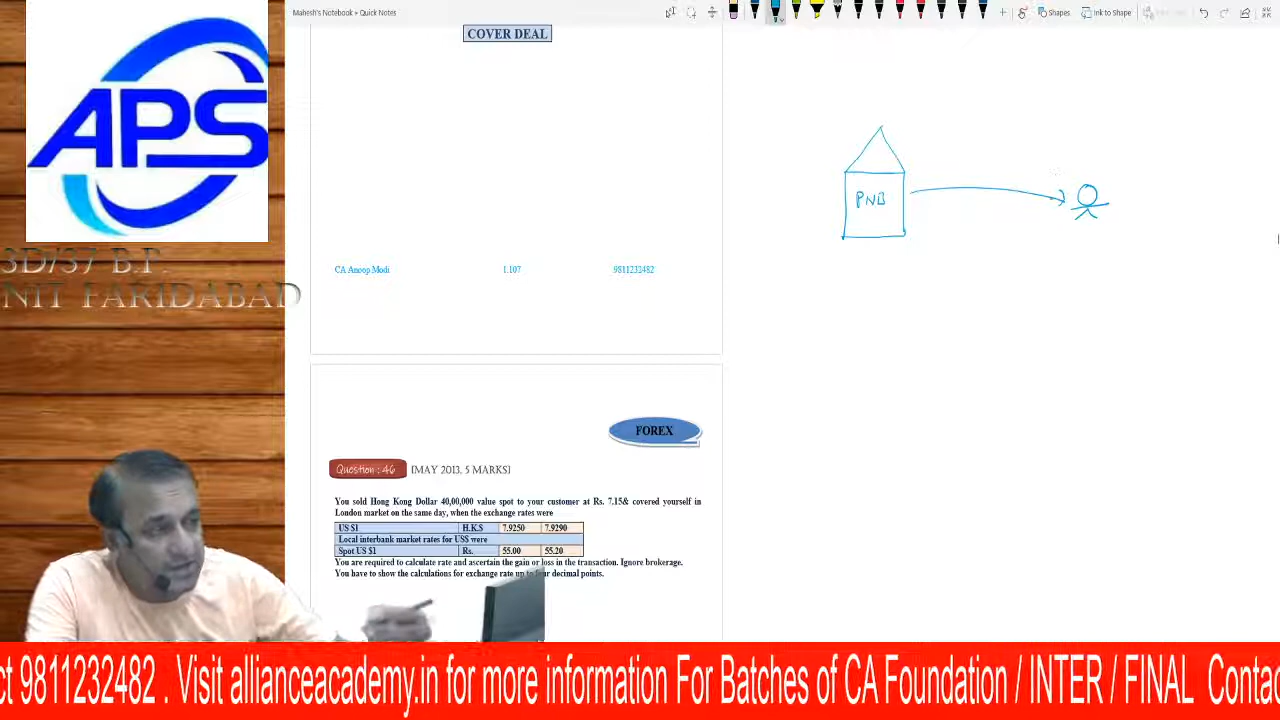 Mahesh's Notebook » Quick Notes
Shapes
Ink to Shape
APS
3D/37 B.P.
NIT FARIDABAD
COVER DEAL
PNB
CA Anoop Modi 1.107 9811232482
FOREX
Question : 46 [MAY 2013, 5 MARKS]
You sold Hong Kong Dollar 40,00,000 value spot to your customer at Rs. 7.15& covered yourself in
London market on the same day, when the exchange rates were
US $1 H.K.$ 7.9250 7.9290
Local interbank market rates for US$ were
Spot US $1 Rs. 55.00 55.20
You are required to calculate rate and ascertain the gain or loss in the transaction. Ignore brokerage.
You have to show the calculations for exchange rate up to four decimal points.
ct 9811232482 . Visit allianceacademy.in for more information For Batches of CA Foundation / INTER / FINAL Conta